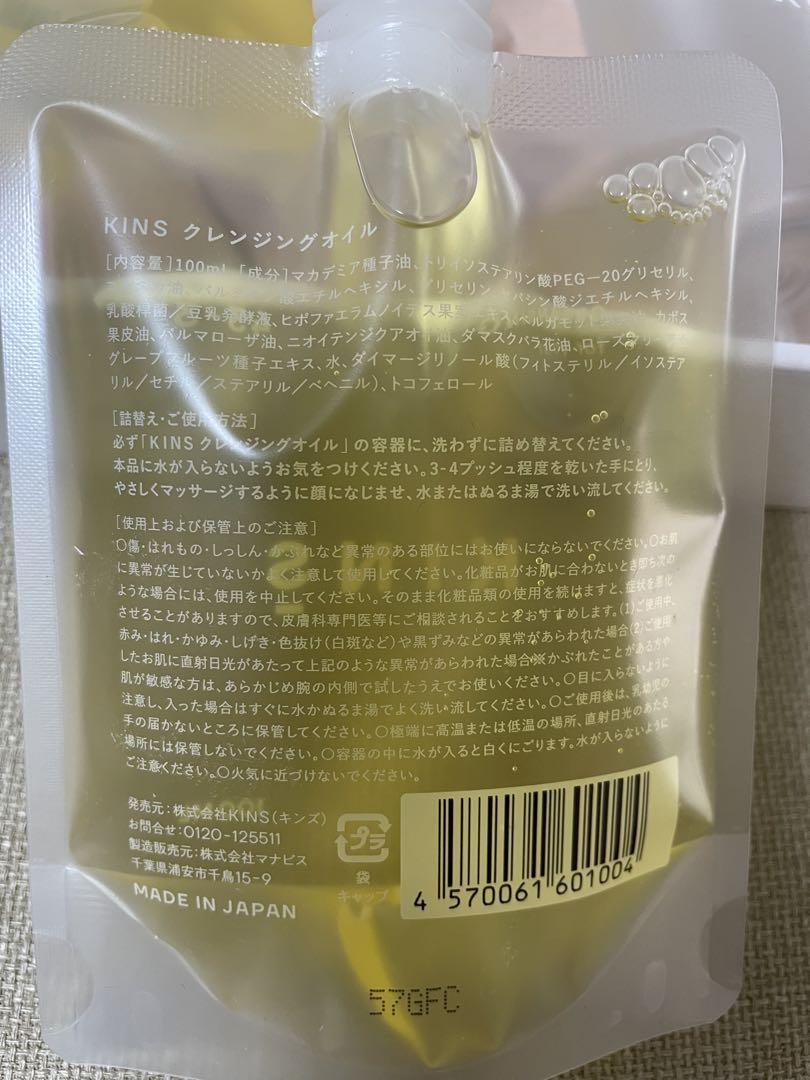 KINS クレンジングオイル
[内容量]100mL [成分]マカデミア種子油、トリイソステアリン酸PEG―20グリセリル、
油、酸エチルヘキシル、グリセリン、セバシン酸ジエチルヘキシル、
乳酸桿菌/豆乳発酵液、ヒポファエラムノイデス果実エキス、ベルガモット果実油、カボス
果皮油、パルマローザ油、ニオイテンジクアオイ油、ダマスクバラ花油、
グレープフルーツ種子エキス、水、ダイマージリノール酸(フィトステリル/イソステア
リル/セチル/ステアリル/ベヘニル)、トコフェロール
[詰替え・ご使用方法]
必ず「KINS クレンジングオイル」の容器に、洗わずに詰め替えてください。
本品に水が入らないようお気をつけください。3-4プッシュ程度を乾いた手にとり、
やさしくマッサージするように顔になじませ、水またはぬるま湯で洗い流してください。
[使用上および保管上のご注意]
○傷・はれもの・しっしん・かぶれなど異常のある部位にはお使いにならないでください。○お肌
に異常が生じていないかよく注意して使用してください。化粧品がお肌に合わないとき即ち次の
ような場合には、使用を中止してください。そのまま化粧品類の使用を続けますと、症状を悪化
させることがありますので、皮膚科専門医等にご相談されることをおすすめします。(1)ご使用中、
赤み・はれ・かゆみ・しげき・色抜け(白斑など)や黒ずみなどの異常があらわれた場合(2)ご使用
したお肌に直射日光があたって上記のような異常があらわれた場合※かぶれたことがある方や
肌が敏感な方は、あらかじめ腕の内側で試したうえでお使いください。○目に入らないように
注意し、入った場合はすぐに水かぬるま湯でよく洗い流してください。○ご使用後は、乳幼児の
手の届かないところに保管してください。○極端に高温または低温の場所、直射日光のあたる
場所には保管しないでください。○容器の中に水が入ると白くにごります。水が入らないように
ご注意ください。○火気に近づけないでください。
発売元:株式会社KINS(キンズ)
お問合せ:0120-125511
製造販売元:株式会社マナビス
千葉県浦安市千鳥15-9
MADE IN JAPAN
プラ
袋
キャップ
4 570061 601004
57GFC